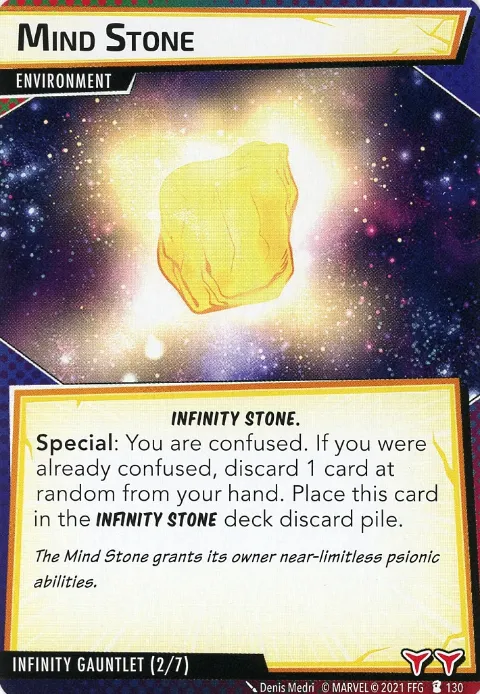 MIND STONE
ENVIRONMENT
INFINITY STONE.
Special: You are confused. If you were
already confused, discard 1 card at
random from your hand. Place this card
in the INFINITY STONE deck discard pile.
The Mind Stone grants its owner near-limitless psionic
abilities.
INFINITY GAUNTLET (2/7)
Denis Medri © MARVEL © 2021 FFG 130